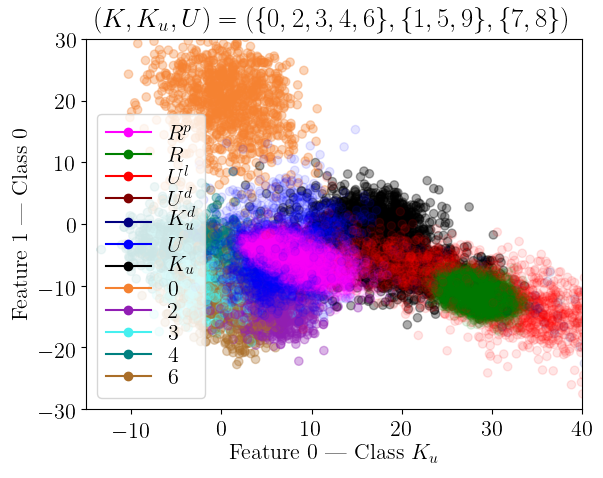 (K, K_u, U) = ({0, 2, 3, 4, 6}, {1, 5, 9}, {7, 8})
Feature 1 — Class 0
30
20
10
0
−10
−20
−30
R^p
R
U^l
U^d
K_u^d
U
K_u
0
2
3
4
6
−10
0
10
20
30
40
Feature 0 — Class K_u